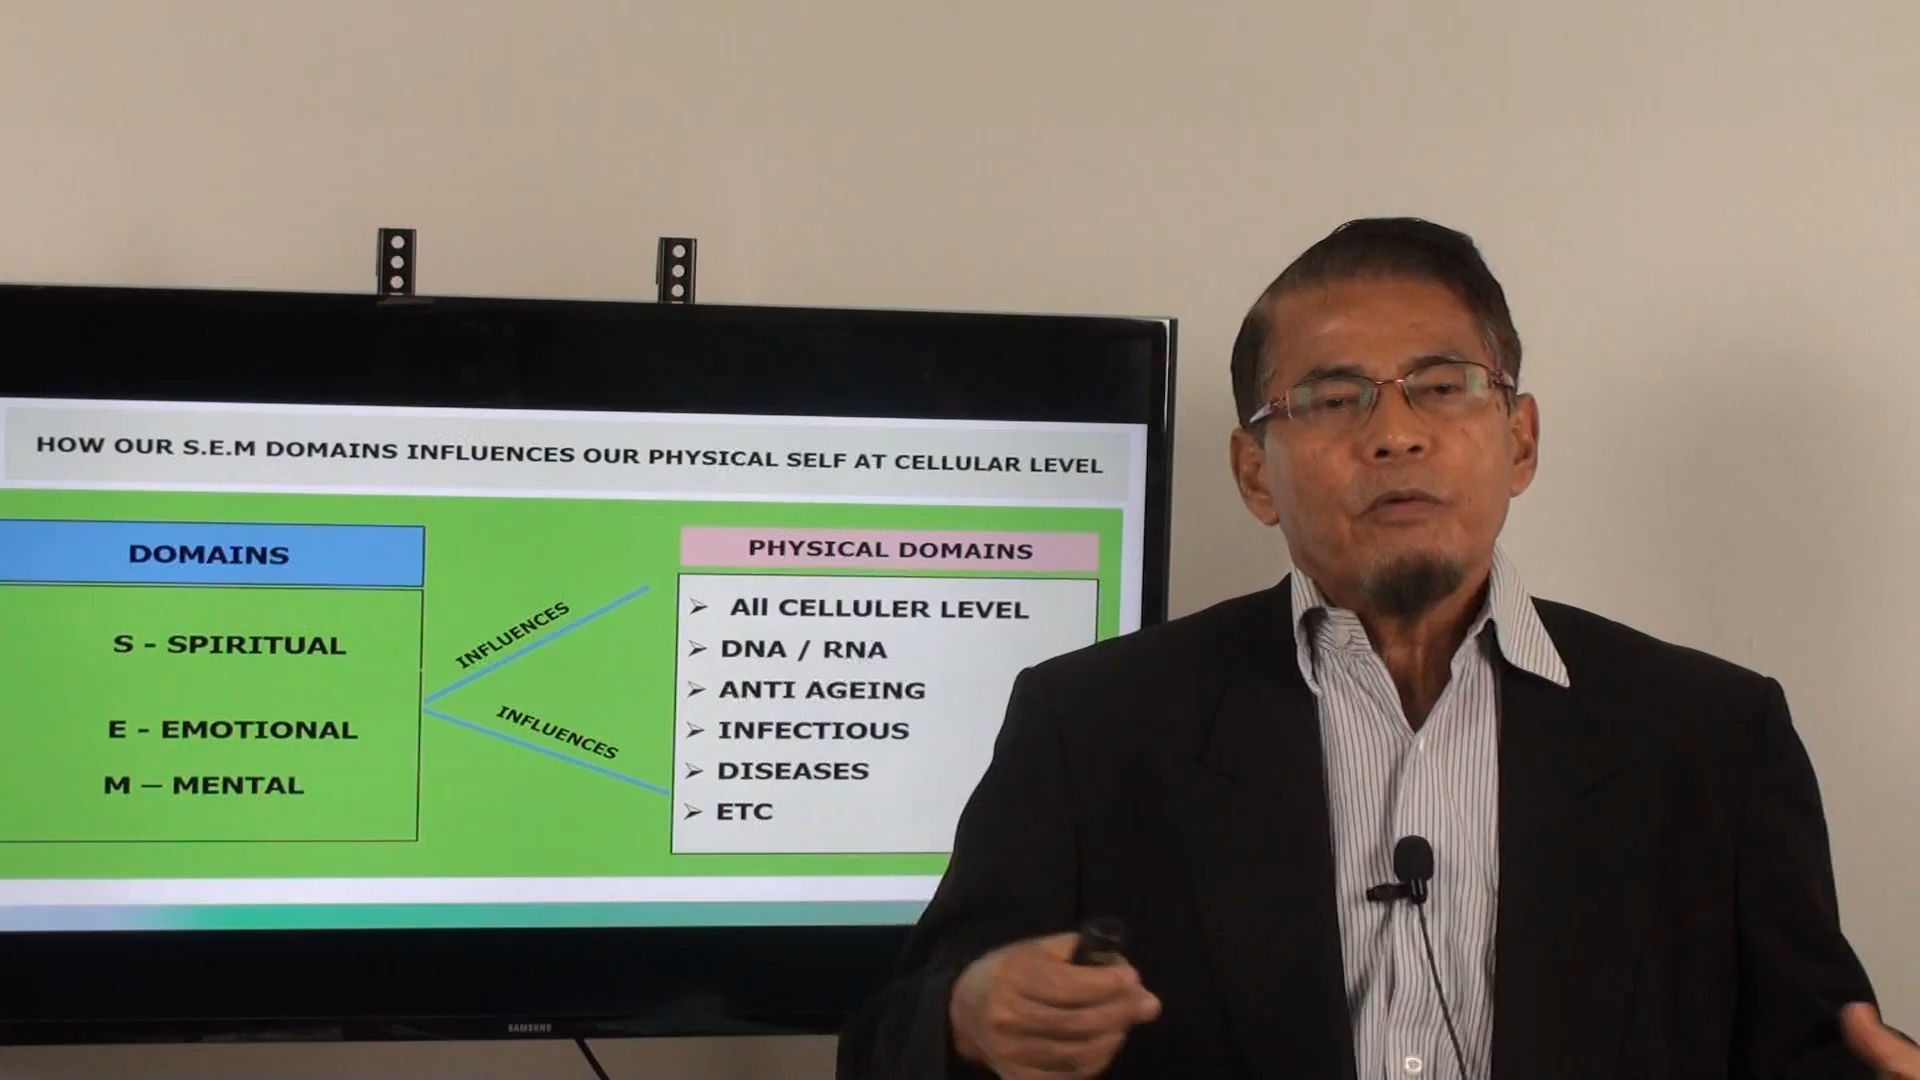 HOW OUR S.E.M DOMAINS INFLUENCES OUR PHYSICAL SELF AT CELLULAR LEVEL
DOMAINS
S - SPIRITUAL
E - EMOTIONAL
M – MENTAL
INFLUENCES
INFLUENCES
PHYSICAL DOMAINS
➢ All CELLULER LEVEL
➢ DNA / RNA
➢ ANTI AGEING
➢ INFECTIOUS
➢ DISEASES
➢ ETC
SAMSUNG